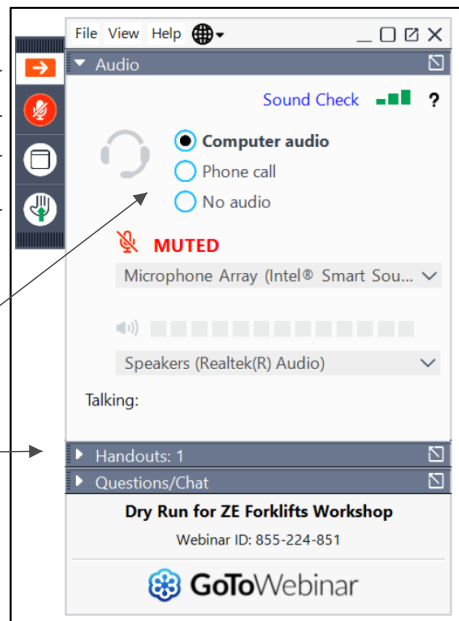 File View Help
Audio
Sound Check ?
Computer audio
Phone call
No audio
MUTED
Microphone Array (Intel® Smart Sou...
Speakers (Realtek(R) Audio)
Talking:
Handouts: 1
Questions/Chat
Dry Run for ZE Forklifts Workshop
Webinar ID: 855-224-851
GoToWebinar